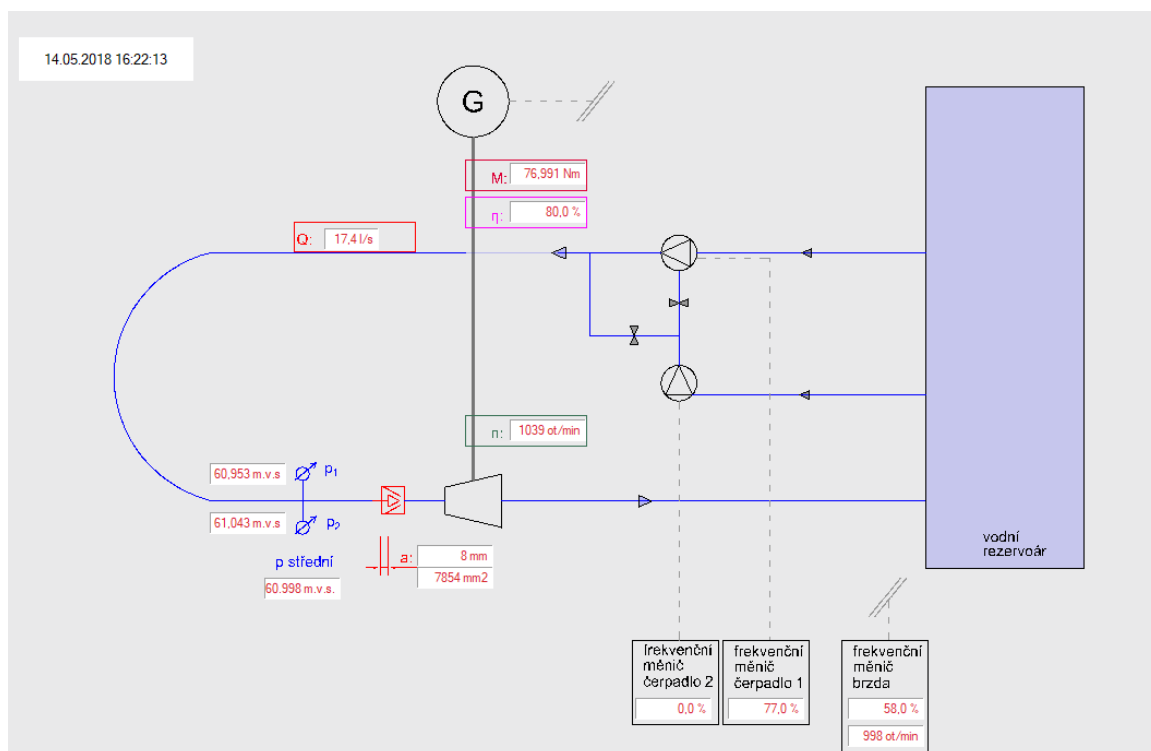 14.05.2018 16:22:13
G
M: 76,991 Nm
η: 80,0 %
Q: 17,4 l/s
n: 1039 ot/min
60,953 m.v.s p1
61,043 m.v.s p2
p střední
60.998 m.v.s.
a: 8 mm
7854 mm2
vodní
rezervoár
frekvenční
měnič
čerpadlo 2
0,0 %
frekvenční
měnič
čerpadlo 1
77,0 %
frekvenční
měnič
brzda
58,0 %
998 ot/min